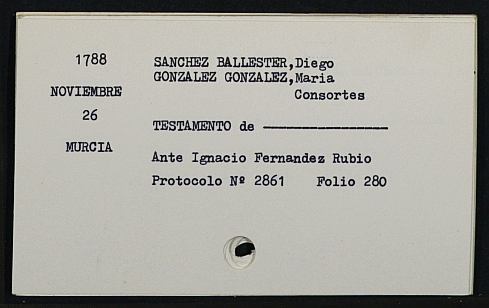 1788
NOVIEMBRE
26
MURCIA
SANCHEZ BALLESTER,Diego
GONZALEZ GONZALEZ,Maria
Consortes
TESTAMENTO de ----------------
Ante Ignacio Fernandez Rubio
Protocolo Nº 2861 Folio 280